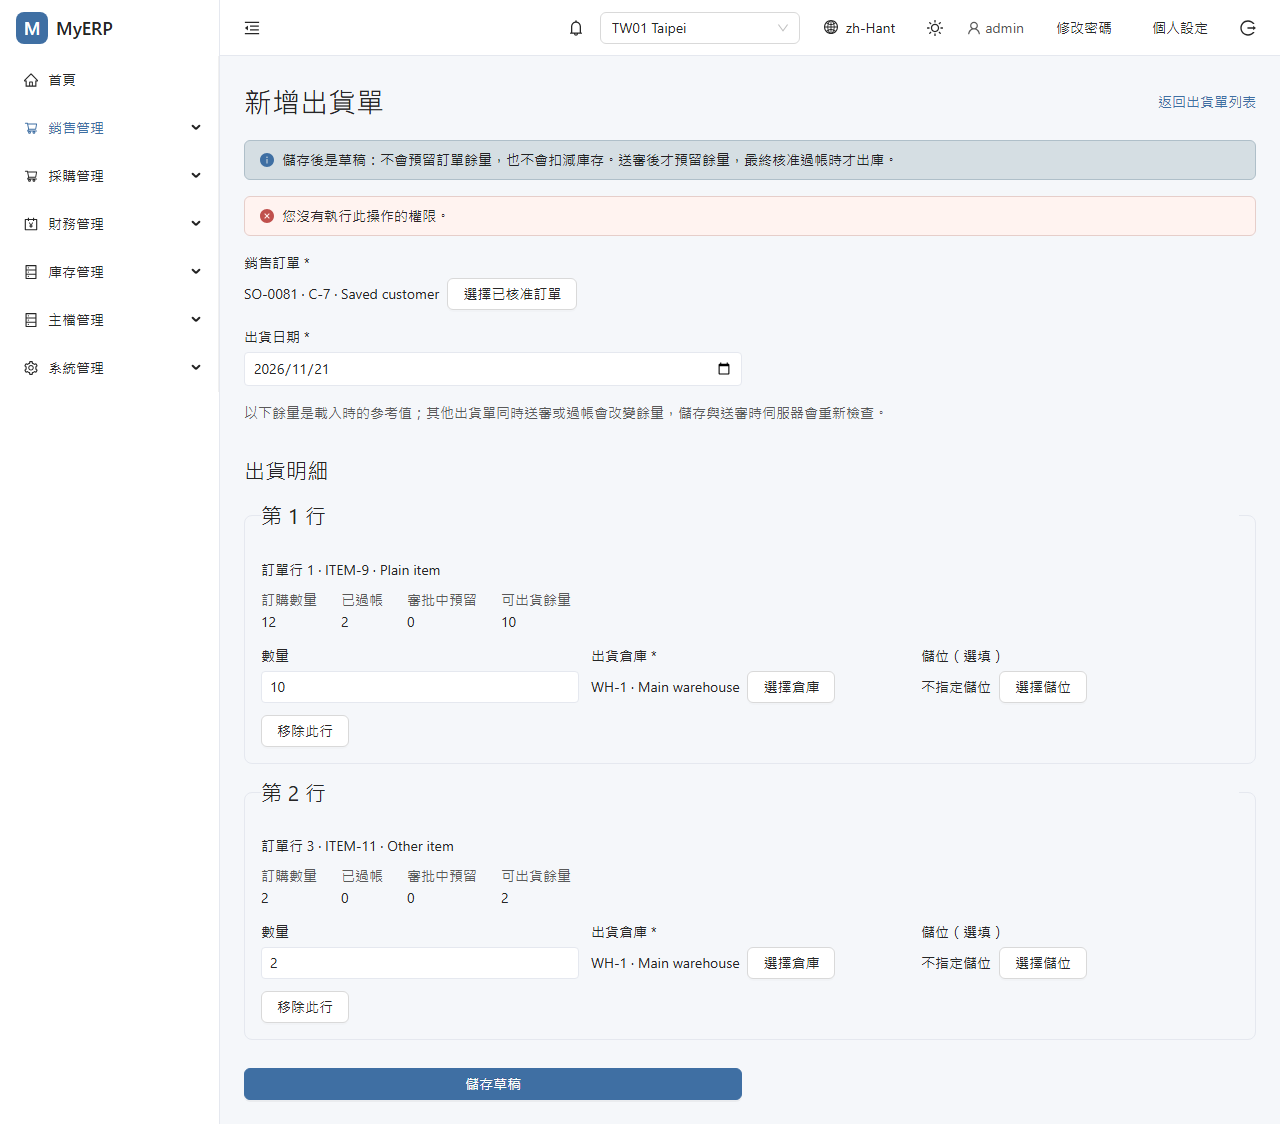 M MyERP
TW01 Taipei
zh-Hant
admin
修改密碼
個人設定
首頁
銷售管理
採購管理
財務管理
庫存管理
主檔管理
系統管理
新增出貨單
返回出貨單列表
儲存後是草稿：不會預留訂單餘量，也不會扣減庫存。送審後才預留餘量，最終核准過帳時才出庫。
您沒有執行此操作的權限。
銷售訂單 *
SO-0081 · C-7 · Saved customer 選擇已核准訂單
出貨日期 *
2026/11/21
以下餘量是載入時的參考值；其他出貨單同時送審或過帳會改變餘量，儲存與送審時伺服器會重新檢查。
出貨明細
第 1 行
訂單行 1 · ITEM-9 · Plain item
訂購數量 已過帳 審批中預留 可出貨餘量
12 2 0 10
數量 出貨倉庫 * 儲位（選填）
10 WH-1 · Main warehouse 選擇倉庫 不指定儲位 選擇儲位
移除此行
第 2 行
訂單行 3 · ITEM-11 · Other item
訂購數量 已過帳 審批中預留 可出貨餘量
2 0 0 2
數量 出貨倉庫 * 儲位（選填）
2 WH-1 · Main warehouse 選擇倉庫 不指定儲位 選擇儲位
移除此行
儲存草稿